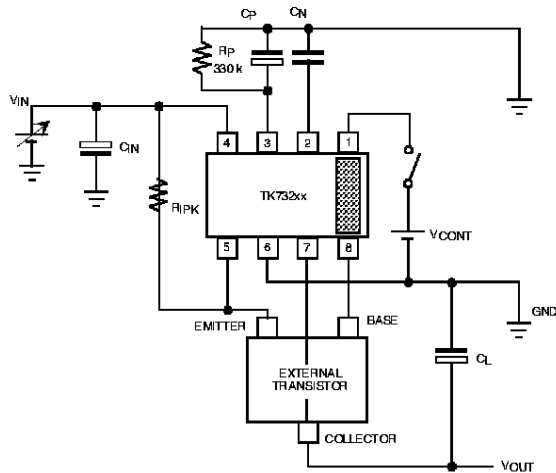 CP
CN
RP
330 k
VIN
CIN
4
3
2
1
TK732xx
RIPK
VCONT
5
6
7
8
GND
EMITTER
BASE
EXTERNAL
TRANSISTOR
CL
COLLECTOR
VOUT